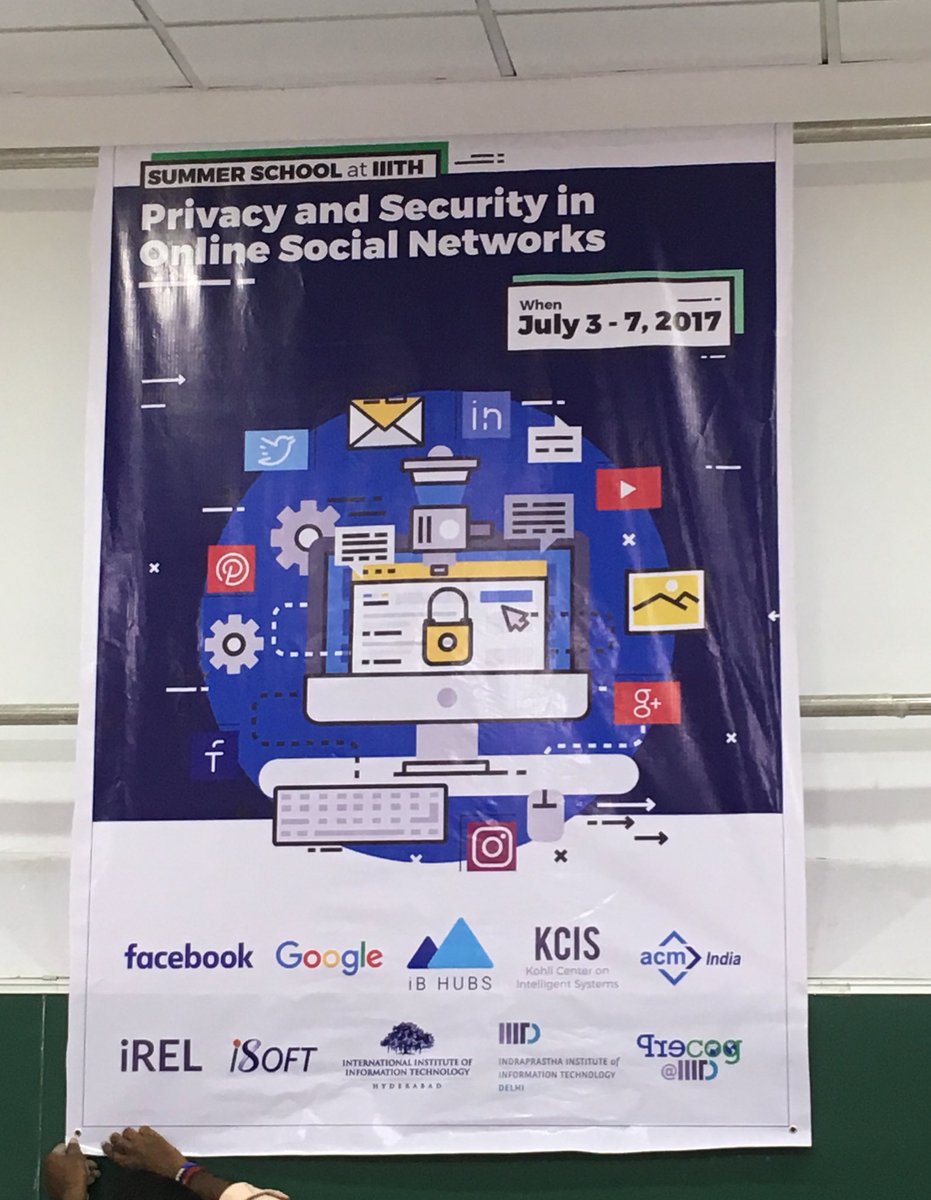 SUMMER SCHOOL at IIITH
Privacy and Security in
Online Social Networks
When
July 3 - 7, 2017
in
g+
f
facebook
Google
iB HUBS
KCIS
Kohli Center on
Intelligent Systems
acm India
iREL
iSOFT
INTERNATIONAL INSTITUTE OF
INFORMATION TECHNOLOGY
HYDERABAD
IIITD
INDRAPRASTHA INSTITUTE of
INFORMATION TECHNOLOGY
DELHI
Precog
@IIITD